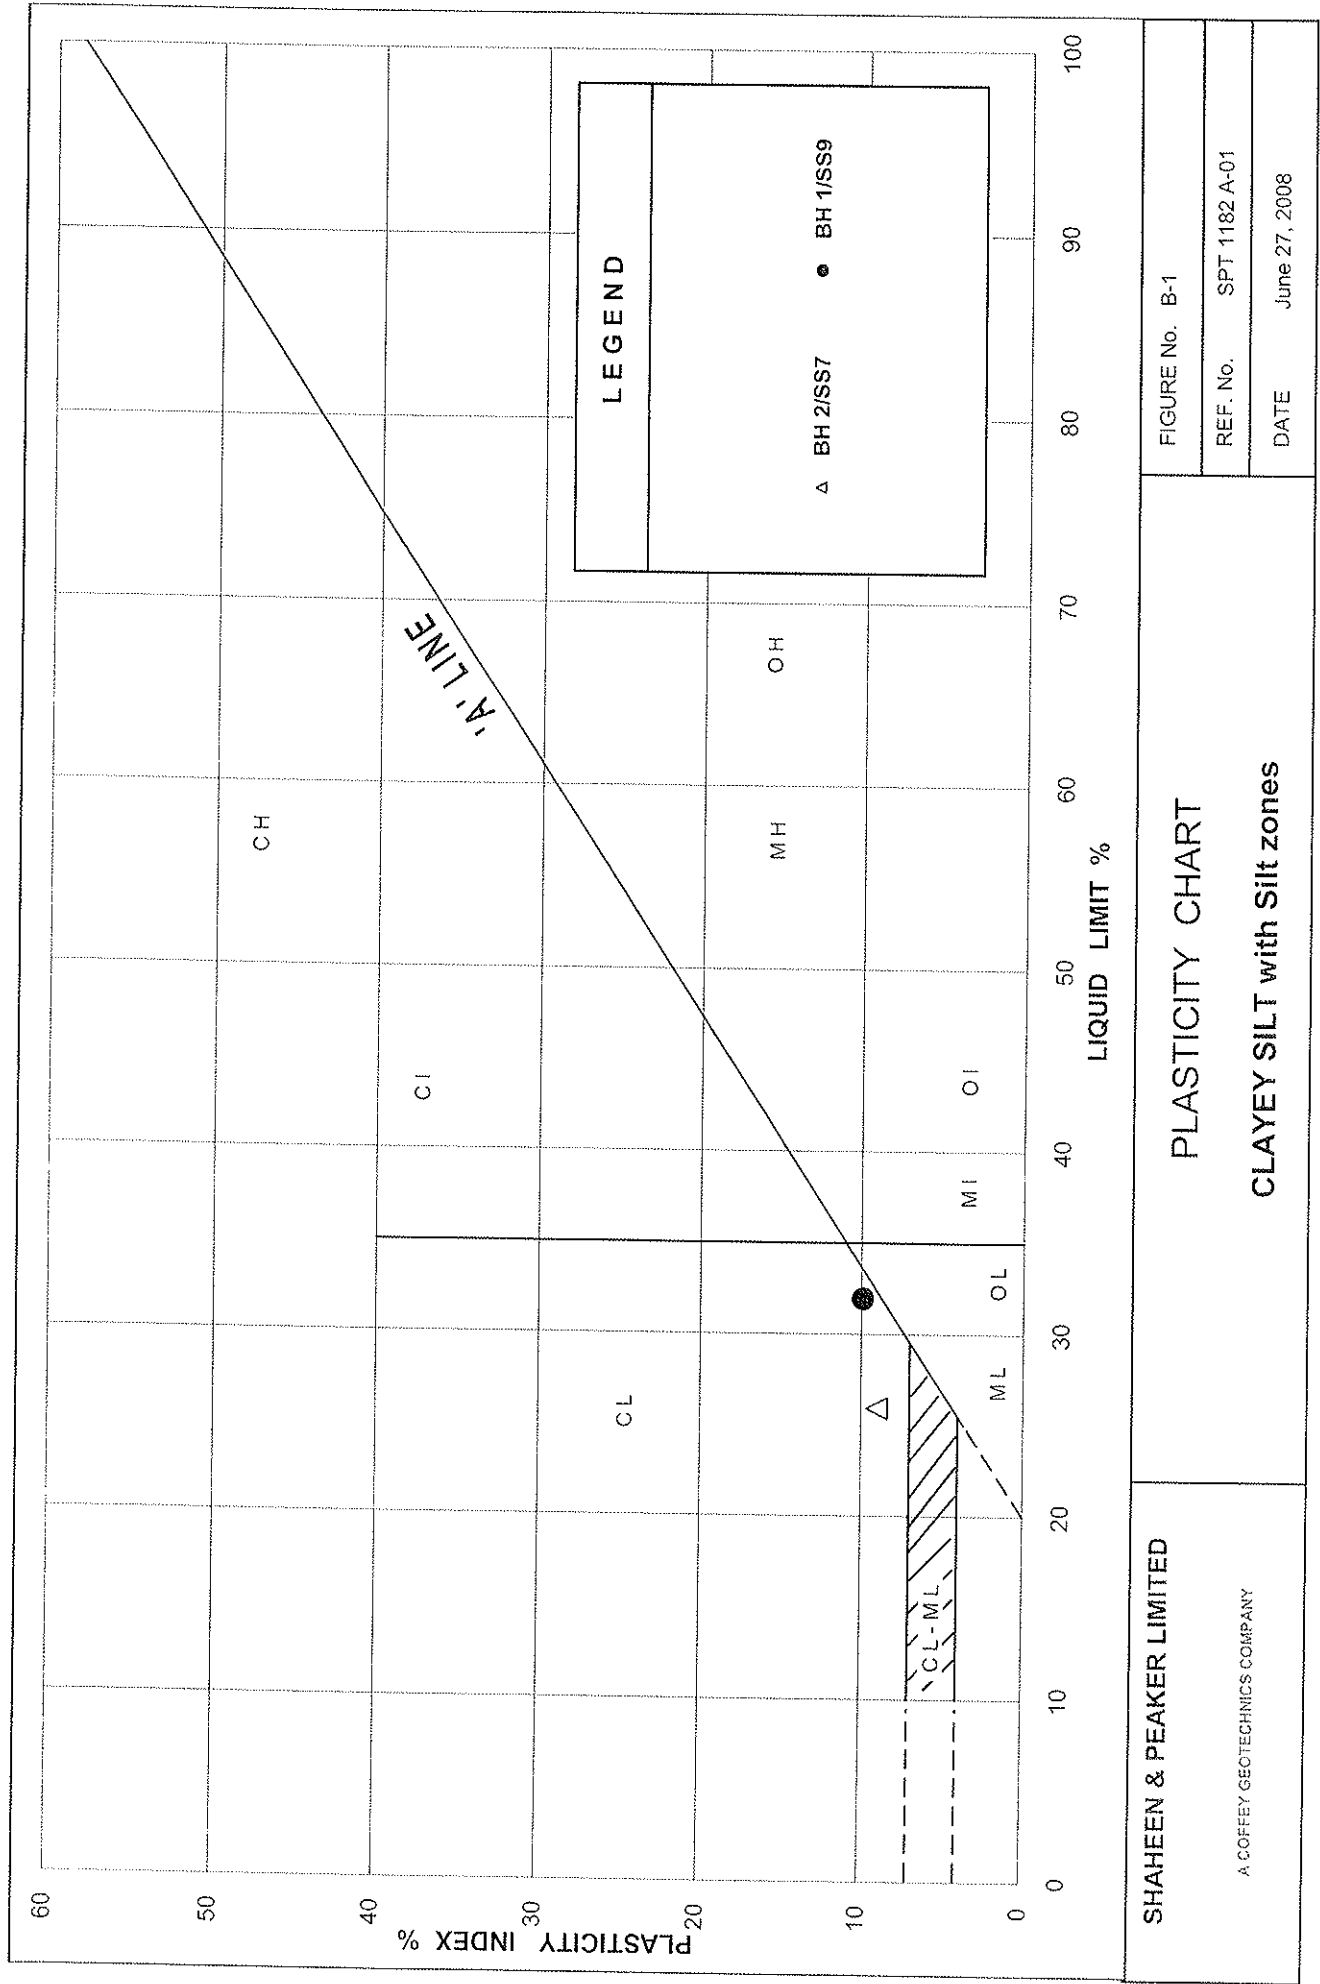 60
50
40
30
20
10
0
PLASTICITY INDEX %
CH
CI
CL
'A' LINE
MH
OH
CL-ML
ML
OL
MI
OI
LEGEND
△ BH 2/SS7
● BH 1/SS9
0
10
20
30
40
50
60
70
80
90
100
LIQUID LIMIT %
SHAHEEN & PEAKER LIMITED
A COFFEY GEOTECHNICS COMPANY
PLASTICITY CHART
CLAYEY SILT with Silt zones
FIGURE No. B-1
REF. No. SPT 1182 A-01
DATE June 27, 2008